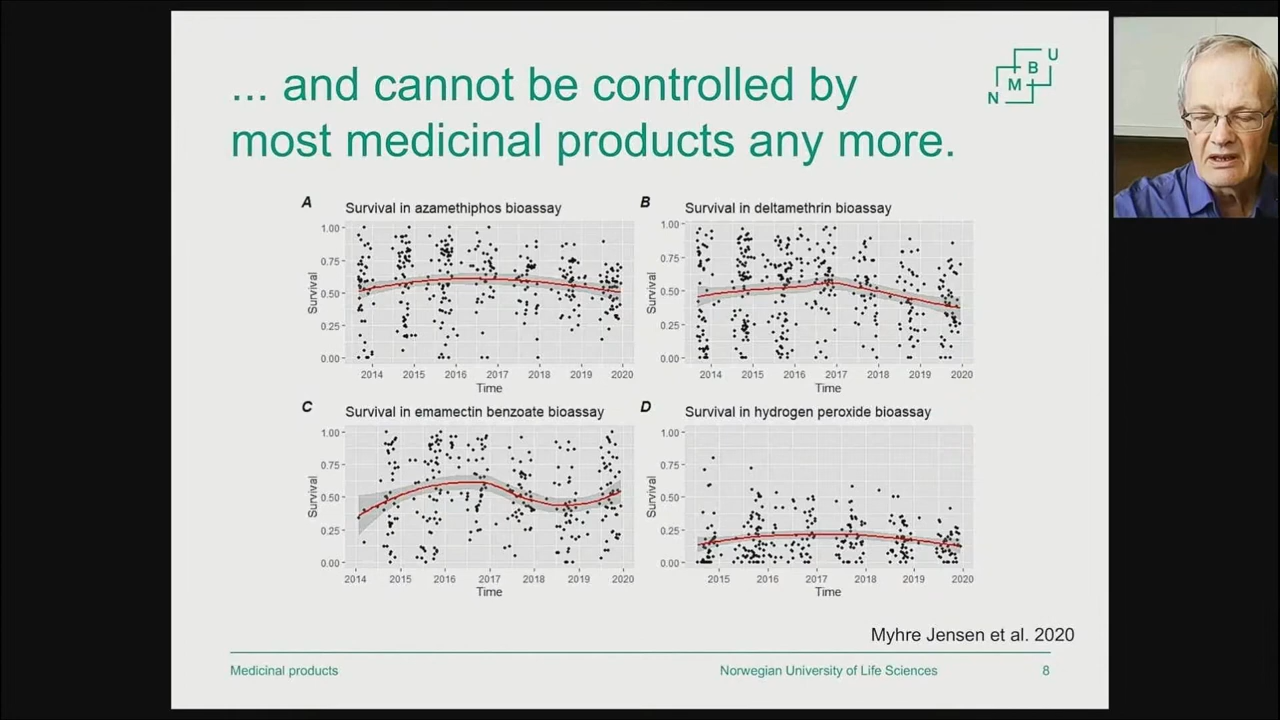 ... and cannot be controlled by
most medicinal products any more.
N M B U
A
Survival in azamethiphos bioassay
1.00
0.75
0.50
0.25
0.00
Survival
2014 2015 2016 2017 2018 2019 2020
Time
B
Survival in deltamethrin bioassay
1.00
0.75
0.50
0.25
0.00
Survival
2014 2015 2016 2017 2018 2019 2020
Time
C
Survival in emamectin benzoate bioassay
1.00
0.75
0.50
0.25
0.00
Survival
2014 2015 2016 2017 2018 2019 2020
Time
D
Survival in hydrogen peroxide bioassay
1.00
0.75
0.50
0.25
0.00
Survival
2015 2016 2017 2018 2019 2020
Time
Myhre Jensen et al. 2020
Medicinal products
Norwegian University of Life Sciences
8